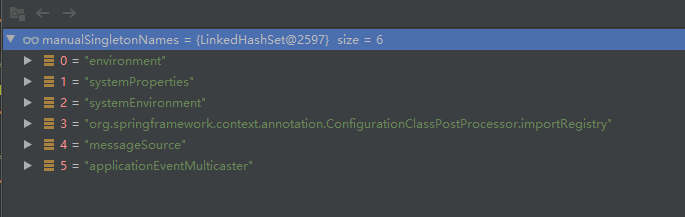 manualSingletonNames = {LinkedHashSet@2597} size = 6
0 = "environment"
1 = "systemProperties"
2 = "systemEnvironment"
3 = "org.springframework.context.annotation.ConfigurationClassPostProcessor.importRegistry"
4 = "messageSource"
5 = "applicationEventMulticaster"